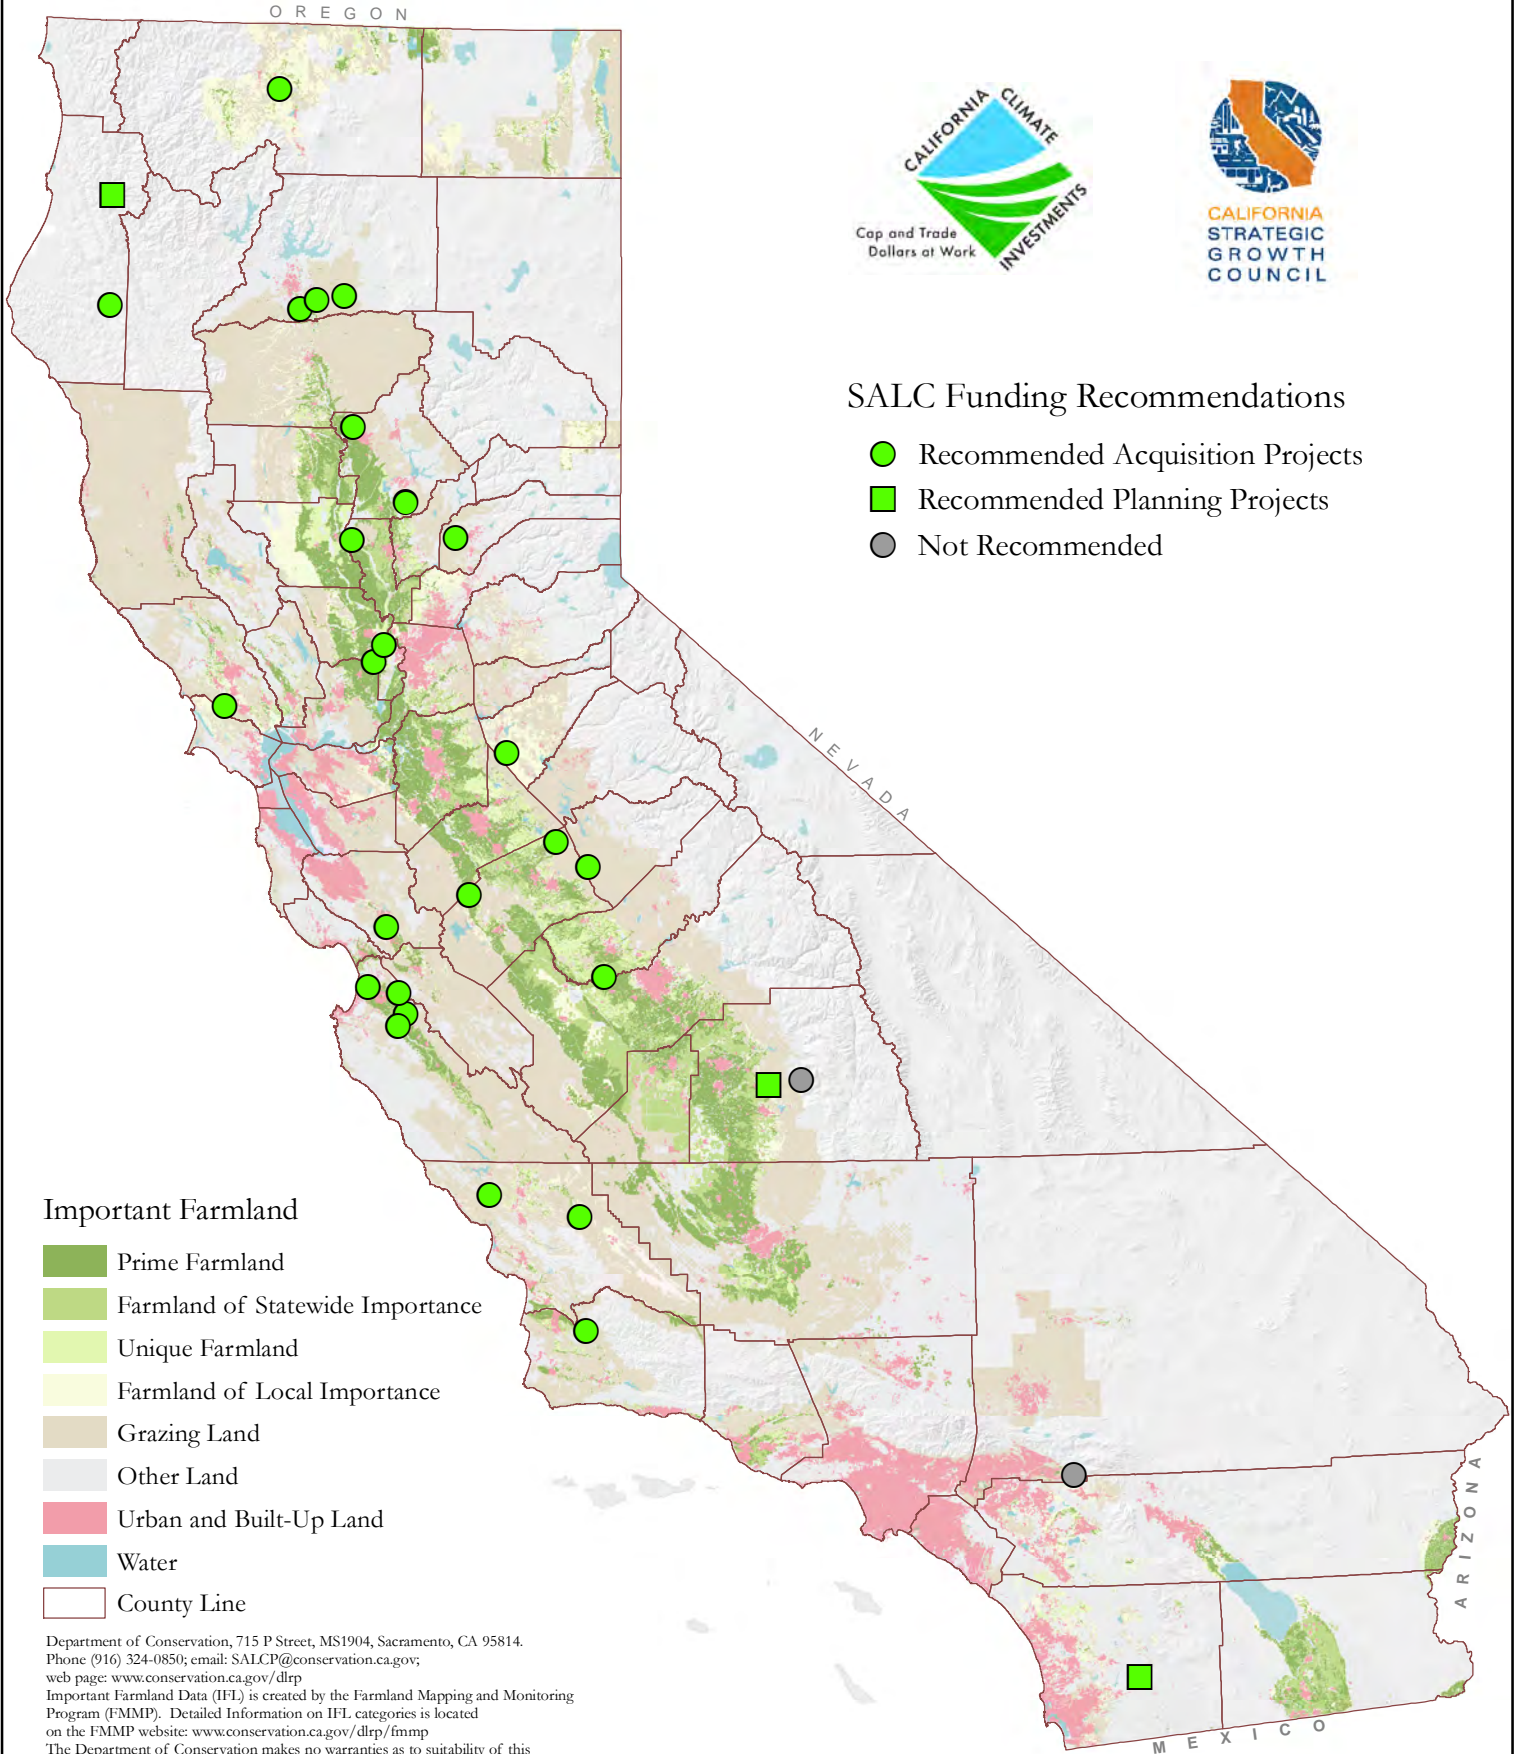 OREGON
CALIFORNIA
CLIMATE
INVESTMENTS
Cap and Trade
Dollars at Work
CALIFORNIA
STRATEGIC
GROWTH
COUNCIL
SALC Funding Recommendations
Recommended Acquisition Projects
Recommended Planning Projects
Not Recommended
NEVADA
Important Farmland
Prime Farmland
Farmland of Statewide Importance
Unique Farmland
Farmland of Local Importance
Grazing Land
Other Land
Urban and Built-Up Land
Water
County Line
ARIZONA
MEXICO
Department of Conservation, 715 P Street, MS1904, Sacramento, CA 95814.
Phone (916) 324-0850; email: SALCP@conservation.ca.gov;
web page: www.conservation.ca.gov/dlrp
Important Farmland Data (IFL) is created by the Farmland Mapping and Monitoring
Program (FMMP). Detailed Information on IFL categories is located
on the FMMP website: www.conservation.ca.gov/dlrp/fmmp
The Department of Conservation makes no warranties as to suitability of this